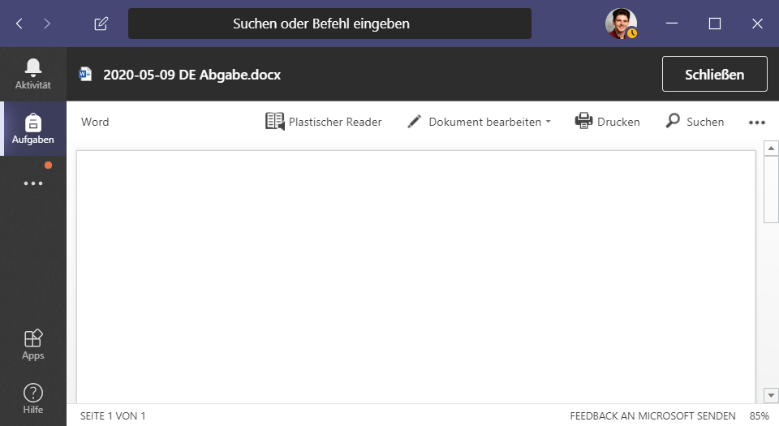 Suchen oder Befehl eingeben
Aktivität
2020-05-09 DE Abgabe.docx
Schließen
Aufgaben
Word
Plastischer Reader
Dokument bearbeiten
Drucken
Suchen
Apps
Hilfe
SEITE 1 VON 1
FEEDBACK AN MICROSOFT SENDEN
85%